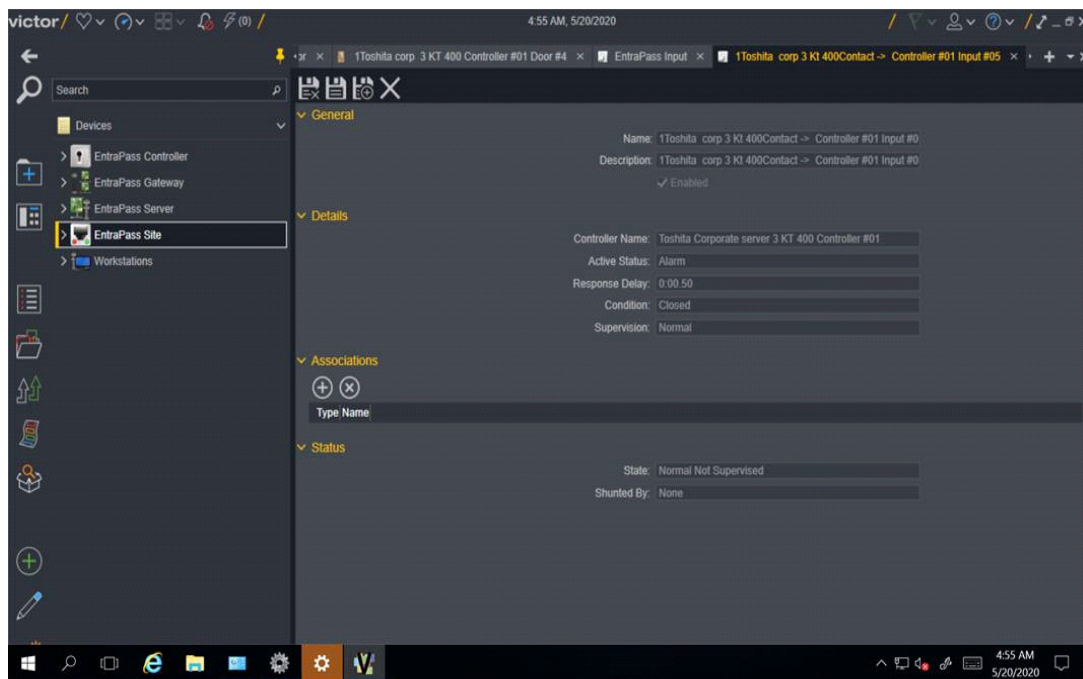 victor/ (0) / 4:55 AM, 5/20/2020
or × 1Toshita corp 3 KT 400 Controller #01 Door #4 × EntraPass Input × 1Toshita corp 3 Kt 400Contact -> Controller #01 Input #05 ×
Search
Devices
EntraPass Controller
EntraPass Gateway
EntraPass Server
EntraPass Site
Workstations
General
Name: 1Toshita corp 3 Kt 400Contact -> Controller #01 Input #0
Description: 1Toshita corp 3 Kt 400Contact -> Controller #01 Input #0
Enabled
Details
Controller Name: Toshita Corporate server 3 KT 400 Controller #01
Active Status: Alarm
Response Delay: 0:00.50
Condition: Closed
Supervision: Normal
Associations
Type Name
Status
State: Normal Not Supervised
Shunted By: None
4:55 AM
5/20/2020